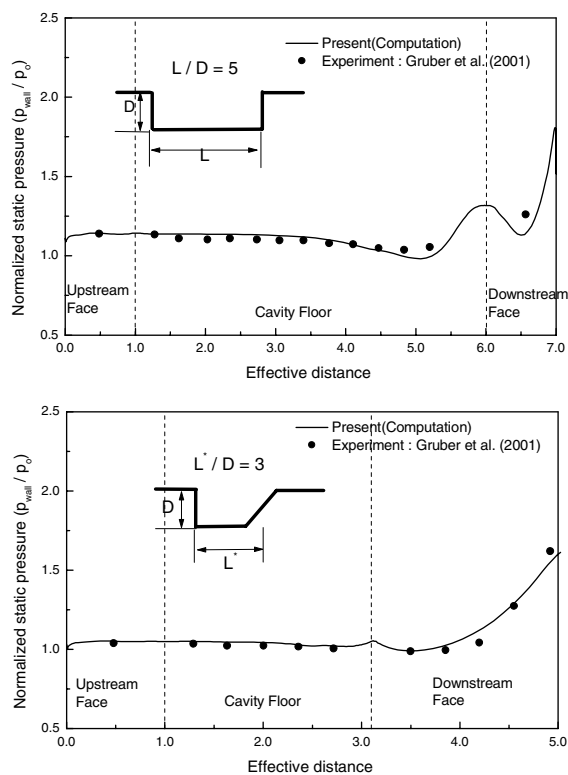 2.5
2.0
1.5
1.0
0.5
Normalized static pressure (p_wall / p_o)
Present(Computation)
Experiment : Gruber et al. (2001)
L / D = 5
D
L
Upstream
Face
Cavity Floor
Downstream
Face
0.0 1.0 2.0 3.0 4.0 5.0 6.0 7.0
Effective distance
2.5
2.0
1.5
1.0
0.5
Normalized static pressure (p_wall / p_o)
Present(Computation)
Experiment : Gruber et al. (2001)
L* / D = 3
D
L*
Upstream
Face
Cavity Floor
Downstream
Face
0.0 1.0 2.0 3.0 4.0 5.0
Effective distance